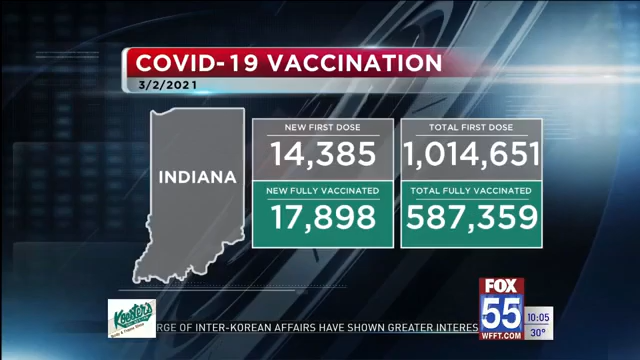 COVID-19 VACCINATION
3/2/2021
INDIANA
NEW FIRST DOSE
14,385
TOTAL FIRST DOSE
1,014,651
NEW FULLY VACCINATED
17,898
TOTAL FULLY VACCINATED
587,359
FOX
55
WFFT.COM
10:05
30°
RGE OF INTER-KOREAN AFFAIRS HAVE SHOWN GREATER INTERES